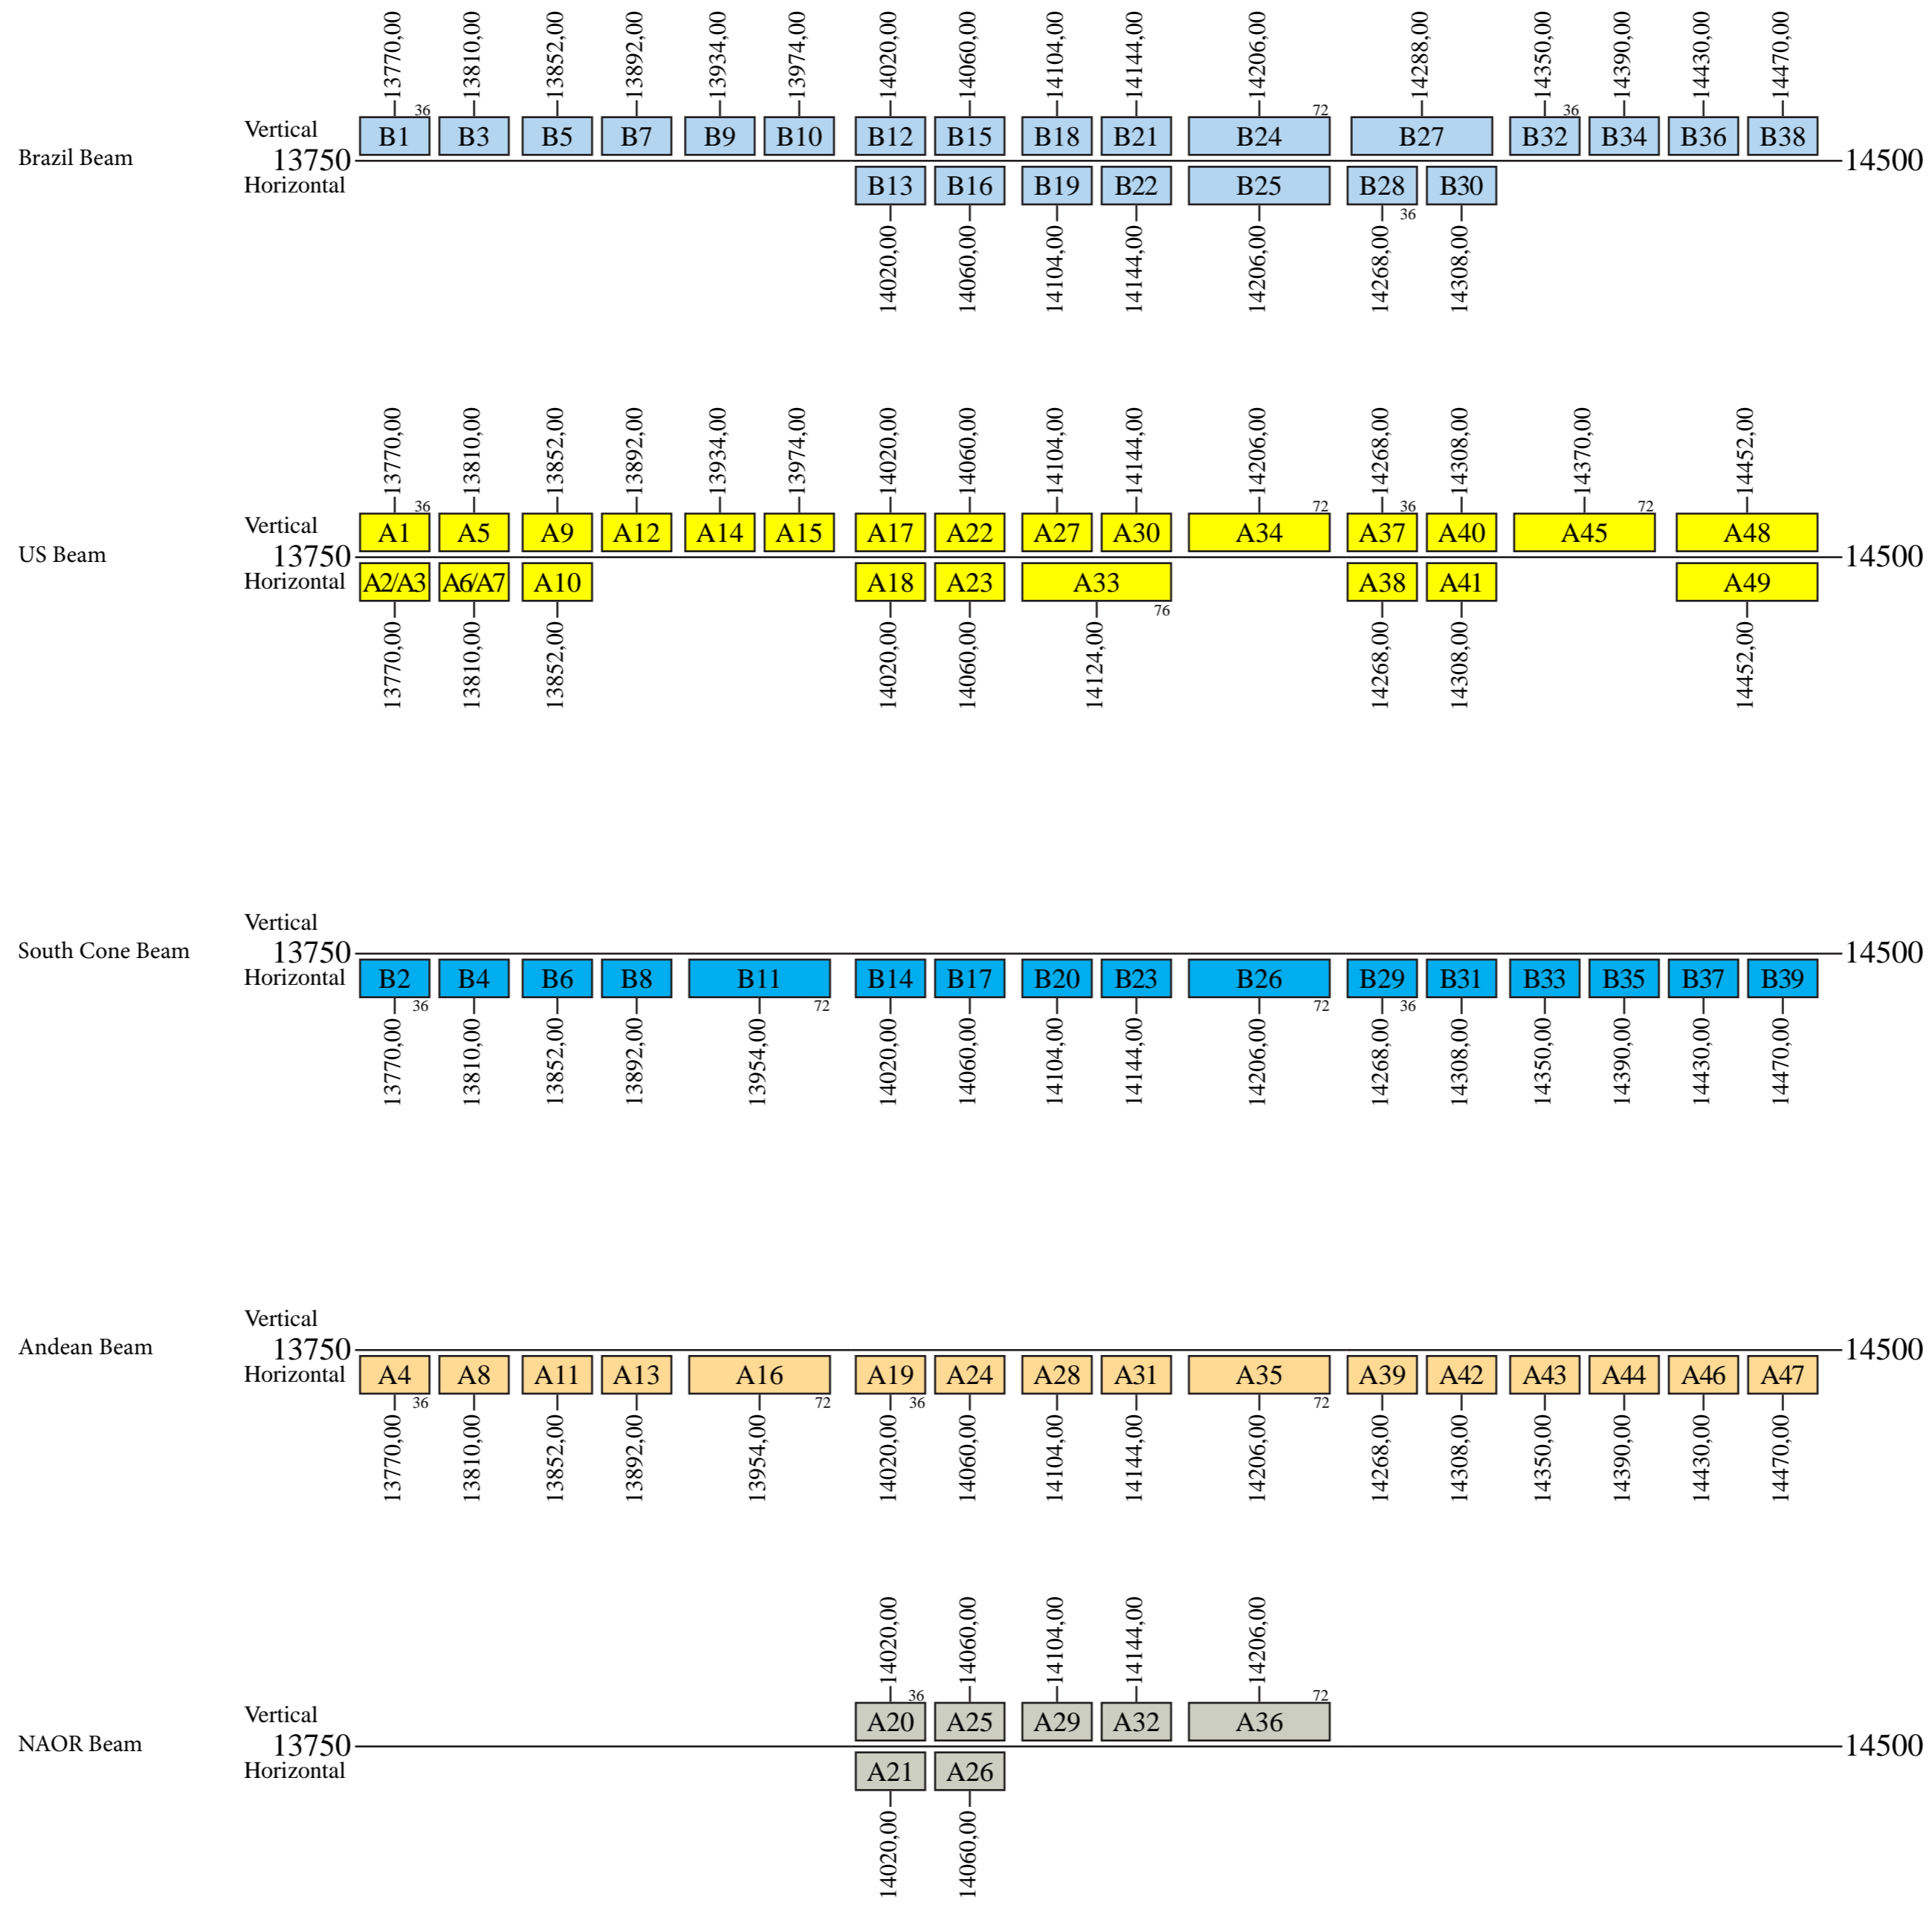 13770,00 13810,00 13852,00 13892,00 13934,00 13974,00 14020,00 14060,00 14104,00 14144,00 14206,00 14288,00 14350,00 14390,00 14430,00 14470,00
36 72 36
Vertical B1 B3 B5 B7 B9 B10 B12 B15 B18 B21 B24 B27 B32 B34 B36 B38
Brazil Beam 13750 14500
Horizontal B13 B16 B19 B22 B25 B28 B30
36
14020,00 14060,00 14104,00 14144,00 14206,00 14268,00 14308,00
13770,00 13810,00 13852,00 13892,00 13934,00 13974,00 14020,00 14060,00 14104,00 14144,00 14206,00 14268,00 14308,00 14370,00 14452,00
36 72 36 72
Vertical A1 A5 A9 A12 A14 A15 A17 A22 A27 A30 A34 A37 A40 A45 A48
US Beam 13750 14500
Horizontal A2/A3 A6/A7 A10 A18 A23 A33 A38 A41 A49
76
13770,00 13810,00 13852,00 14020,00 14060,00 14124,00 14268,00 14308,00 14452,00
Vertical
South Cone Beam 13750 14500
Horizontal B2 B4 B6 B8 B11 B14 B17 B20 B23 B26 B29 B31 B33 B35 B37 B39
36 72 72 36
13770,00 13810,00 13852,00 13892,00 13954,00 14020,00 14060,00 14104,00 14144,00 14206,00 14268,00 14308,00 14350,00 14390,00 14430,00 14470,00
Vertical
Andean Beam 13750 14500
Horizontal A4 A8 A11 A13 A16 A19 A24 A28 A31 A35 A39 A42 A43 A44 A46 A47
36 72 36 72
13770,00 13810,00 13852,00 13892,00 13954,00 14020,00 14060,00 14104,00 14144,00 14206,00 14268,00 14308,00 14350,00 14390,00 14430,00 14470,00
14020,00 14060,00 14104,00 14144,00 14206,00
36 72
Vertical A20 A25 A29 A32 A36
NAOR Beam 13750 14500
Horizontal A21 A26
14020,00 14060,00